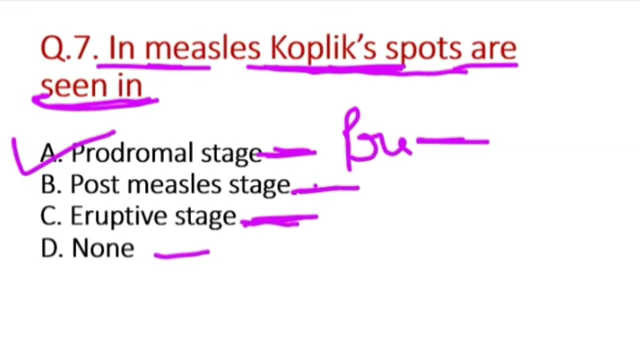 Q.7. In measles Koplik's spots are
seen in
A. Prodromal stage
B. Post measles stage
C. Eruptive stage
D. None